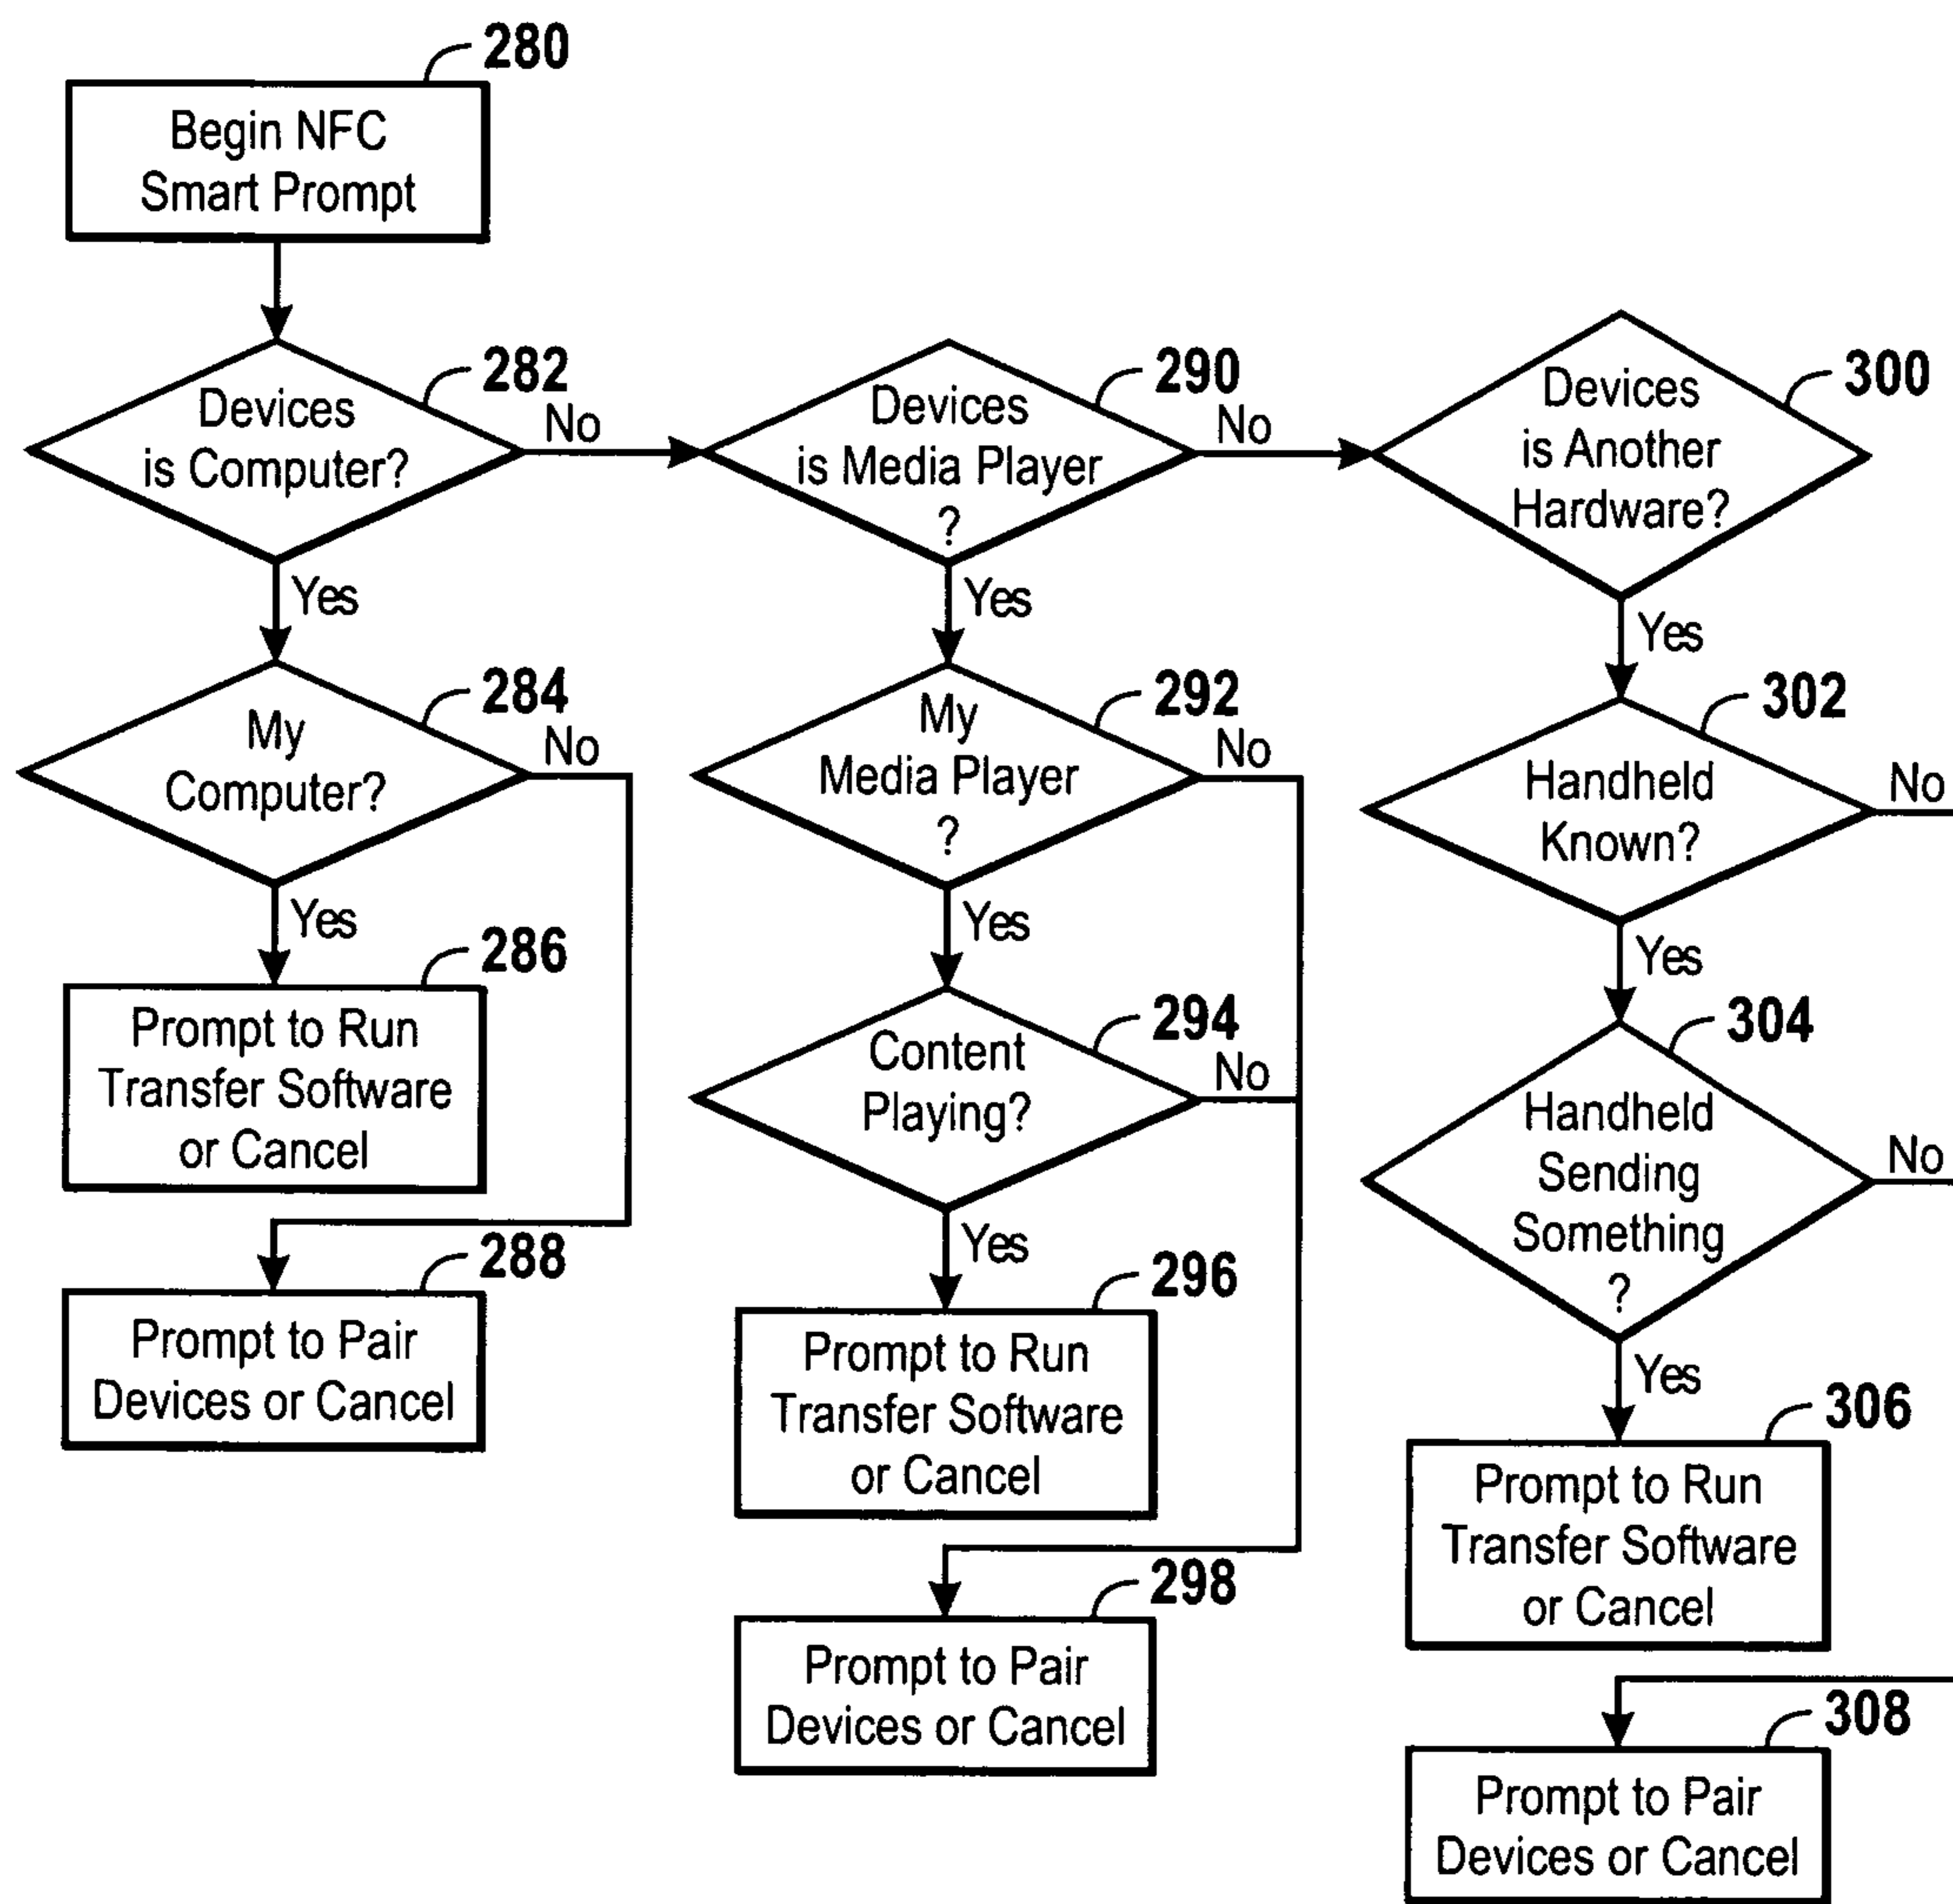 280
Begin NFC
Smart Prompt
282
Devices
is Computer?
No
Yes
284
My
Computer?
No
Yes
286
Prompt to Run
Transfer Software
or Cancel
288
Prompt to Pair
Devices or Cancel
290
Devices
is Media Player
?
No
Yes
292
My
Media Player
?
No
Yes
294
Content
Playing?
No
Yes
296
Prompt to Run
Transfer Software
or Cancel
298
Prompt to Pair
Devices or Cancel
300
Devices
is Another
Hardware?
Yes
302
Handheld
Known?
No
Yes
304
Handheld
Sending
Something
?
No
Yes
306
Prompt to Run
Transfer Software
or Cancel
308
Prompt to Pair
Devices or Cancel